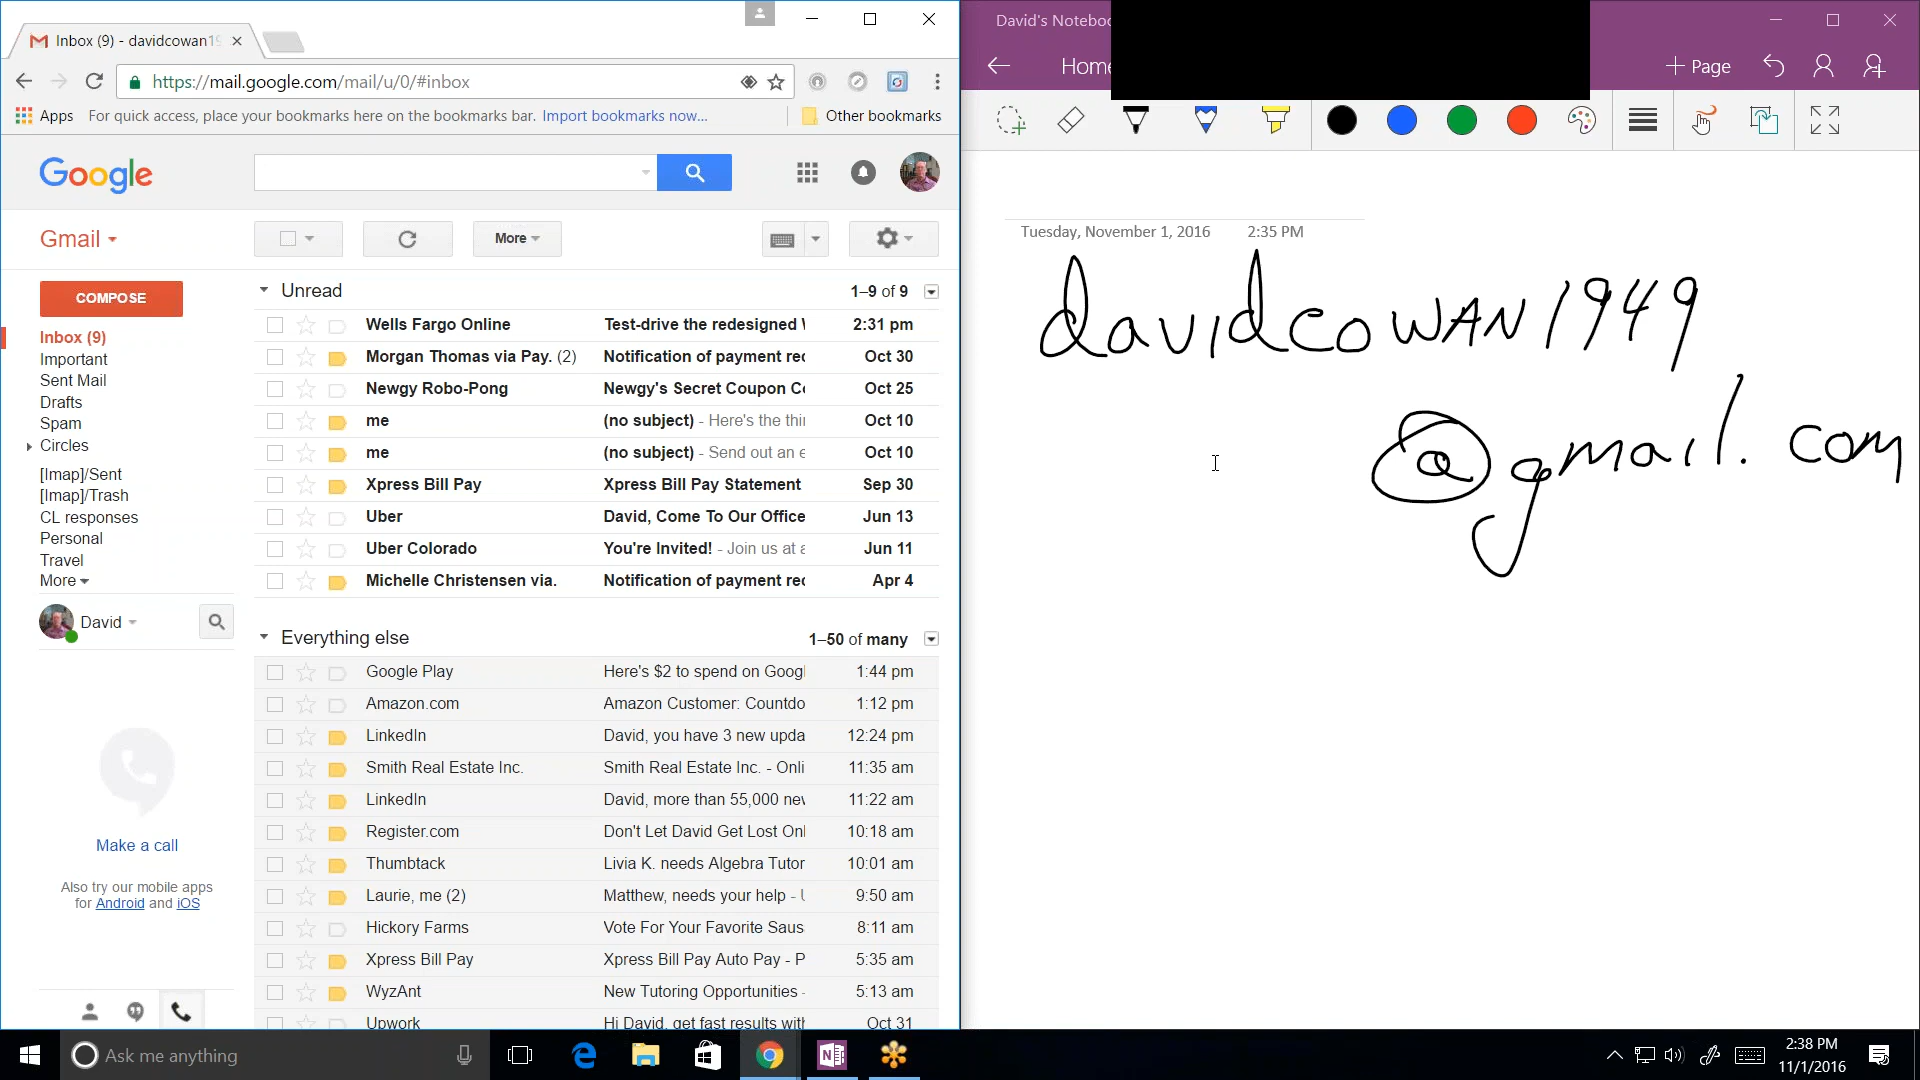 Inbox (9) - davidcowan19
https://mail.google.com/mail/u/0/#inbox
Apps For quick access, place your bookmarks here on the bookmarks bar. Import bookmarks now... Other bookmarks
Google
Gmail
More
COMPOSE
Inbox (9)
Important
Sent Mail
Drafts
Spam
Circles
[Imap]/Sent
[Imap]/Trash
CL responses
Personal
Travel
More
David
Make a call
Also try our mobile apps
for Android and iOS
Unread 1–9 of 9
Wells Fargo Online Test-drive the redesigned 2:31 pm
Morgan Thomas via Pay. (2) Notification of payment rec Oct 30
Newgy Robo-Pong Newgy's Secret Coupon Co Oct 25
me (no subject) - Here's the thin Oct 10
me (no subject) - Send out an e Oct 10
Xpress Bill Pay Xpress Bill Pay Statement Sep 30
Uber David, Come To Our Office Jun 13
Uber Colorado You're Invited! - Join us at a Jun 11
Michelle Christensen via. Notification of payment rec Apr 4
Everything else 1–50 of many
Google Play Here's $2 to spend on Googl 1:44 pm
Amazon.com Amazon Customer: Countdo 1:12 pm
LinkedIn David, you have 3 new upda 12:24 pm
Smith Real Estate Inc. Smith Real Estate Inc. - Onli 11:35 am
LinkedIn David, more than 55,000 nev 11:22 am
Register.com Don't Let David Get Lost Onl 10:18 am
Thumbtack Livia K. needs Algebra Tutor 10:01 am
Laurie, me (2) Matthew, needs your help - 9:50 am
Hickory Farms Vote For Your Favorite Saus 8:11 am
Xpress Bill Pay Xpress Bill Pay Auto Pay - P 5:35 am
WyzAnt New Tutoring Opportunities - 5:13 am
Upwork Hi David, get fast results with Oct 31
David's Notebo
Home
Page
Tuesday, November 1, 2016 2:35 PM
davidcowAN1949
@gmail.com
Ask me anything
2:38 PM
11/1/2016